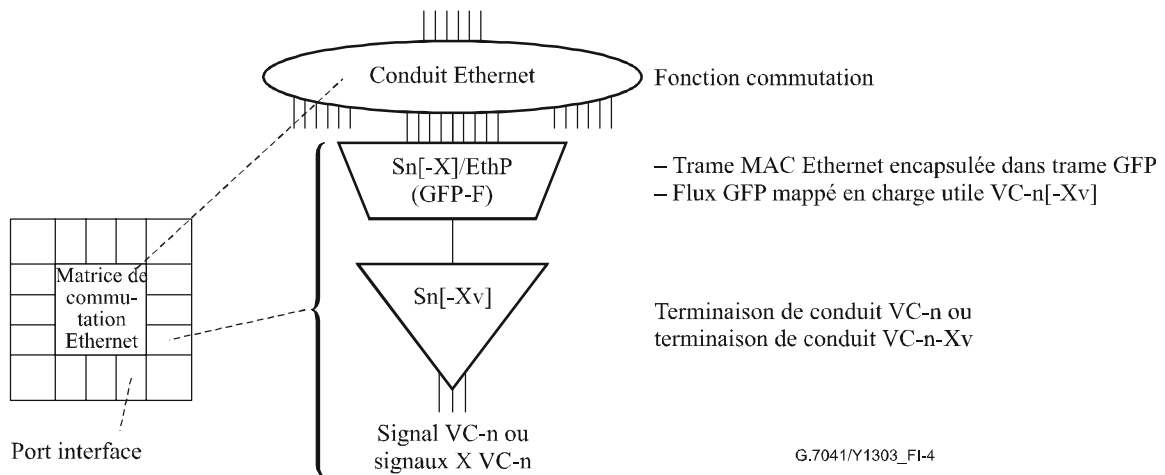 Conduit Ethernet
Fonction commutation
Sn[-X]/EthP
(GFP-F)
– Trame MAC Ethernet encapsulée dans trame GFP
– Flux GFP mappé en charge utile VC-n[-Xv]
Matrice de
commu-
tation
Ethernet
Sn[-Xv]
Terminaison de conduit VC-n ou
terminaison de conduit VC-n-Xv
Port interface
Signal VC-n ou
signaux X VC-n
G.7041/Y1303_FI-4